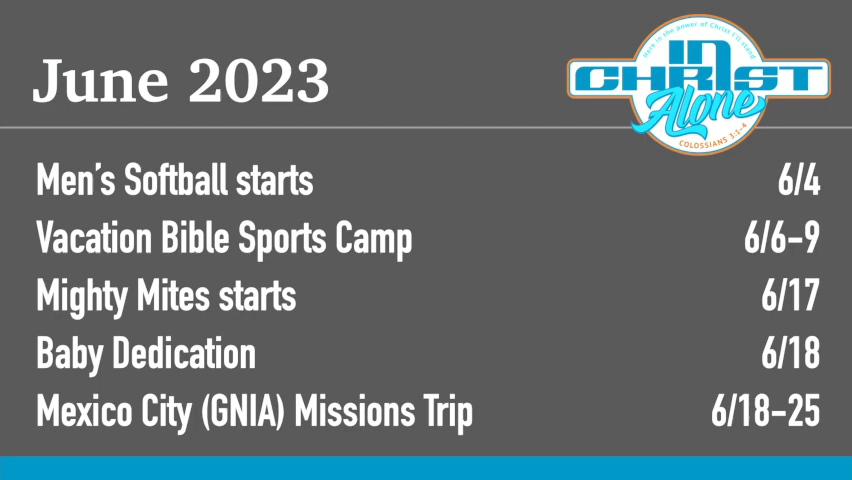 June 2023
Here in the power of Christ I'll stand
IN
CHRIST
Alone
COLOSSIANS 3:1-4
Men's Softball starts 6/4
Vacation Bible Sports Camp 6/6-9
Mighty Mites starts 6/17
Baby Dedication 6/18
Mexico City (GNIA) Missions Trip 6/18-25